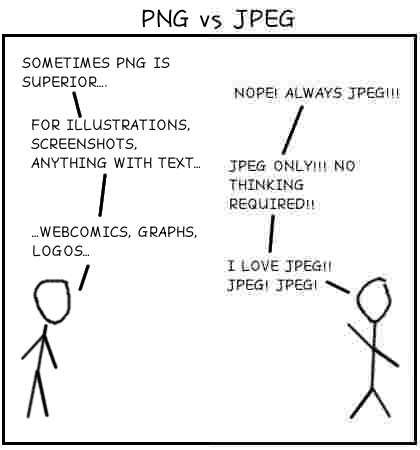 PNG vs JPEG
SOMETIMES PNG IS
SUPERIOR....
FOR ILLUSTRATIONS,
SCREENSHOTS,
ANYTHING WITH TEXT...
...WEBCOMICS, GRAPHS,
LOGOS...
NOPE! ALWAYS JPEG!!!
JPEG ONLY!!! NO
THINKING
REQUIRED!!
I LOVE JPEG!!
JPEG! JPEG!